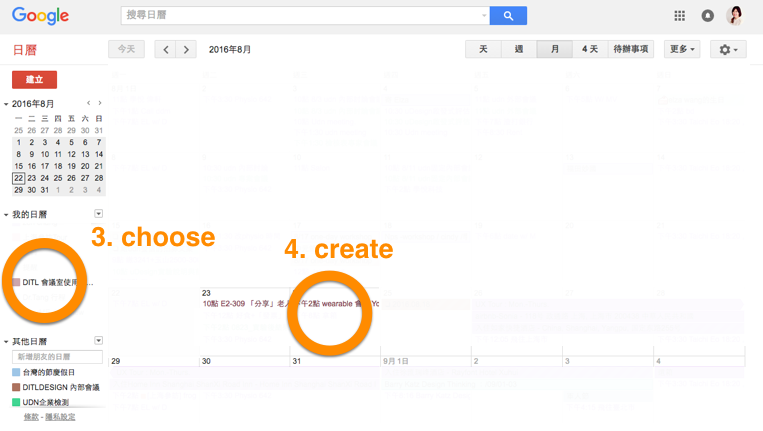 Google
搜尋日曆
日曆
今天
2016年8月
天 週 月 4 天 待辦事項
更多
建立
2016年8月
一 二 三 四 五 六 日
25 26 27 28 29 30 31
1 2 3 4 5 6 7
8 9 10 11 12 13 14
15 16 17 18 19 20 21
22 23 24 25 26 27 28
29 30 31 1 2 3 4
我的日曆
3. choose
4. create
DITL 會議室使用
23
10點 E2-309 「分享」老人
午2點 wearable 會
29 30 31 9月 1日 2 3 4
其他日曆
新增朋友的日曆
台灣的節慶假日
DITLDESIGN 內部會議
UDN企業檢測
條款 - 隱私設定